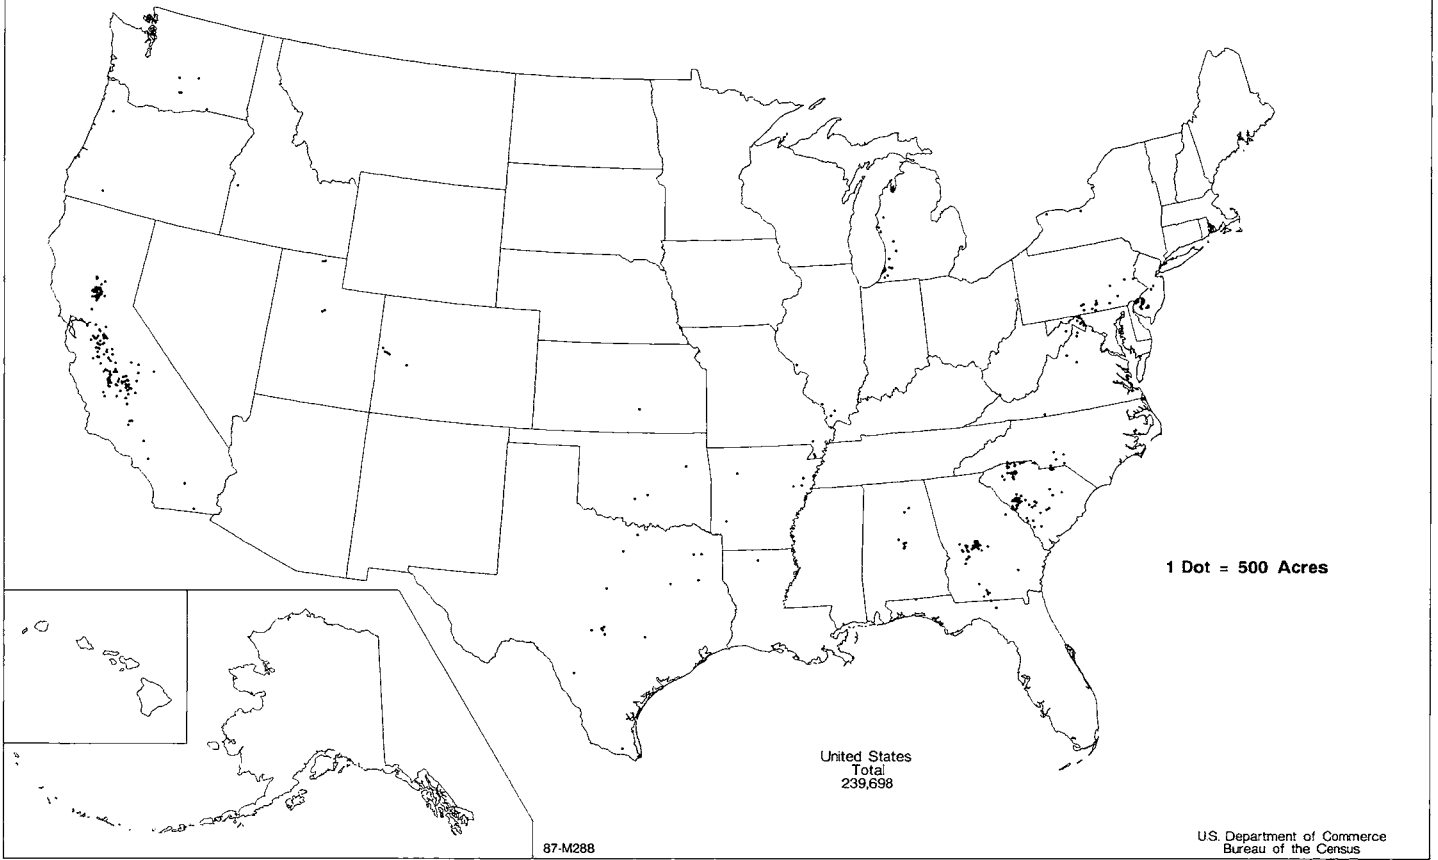 1 Dot = 500 Acres
United States
Total
239,698
87-M288
U.S. Department of Commerce
Bureau of the Census